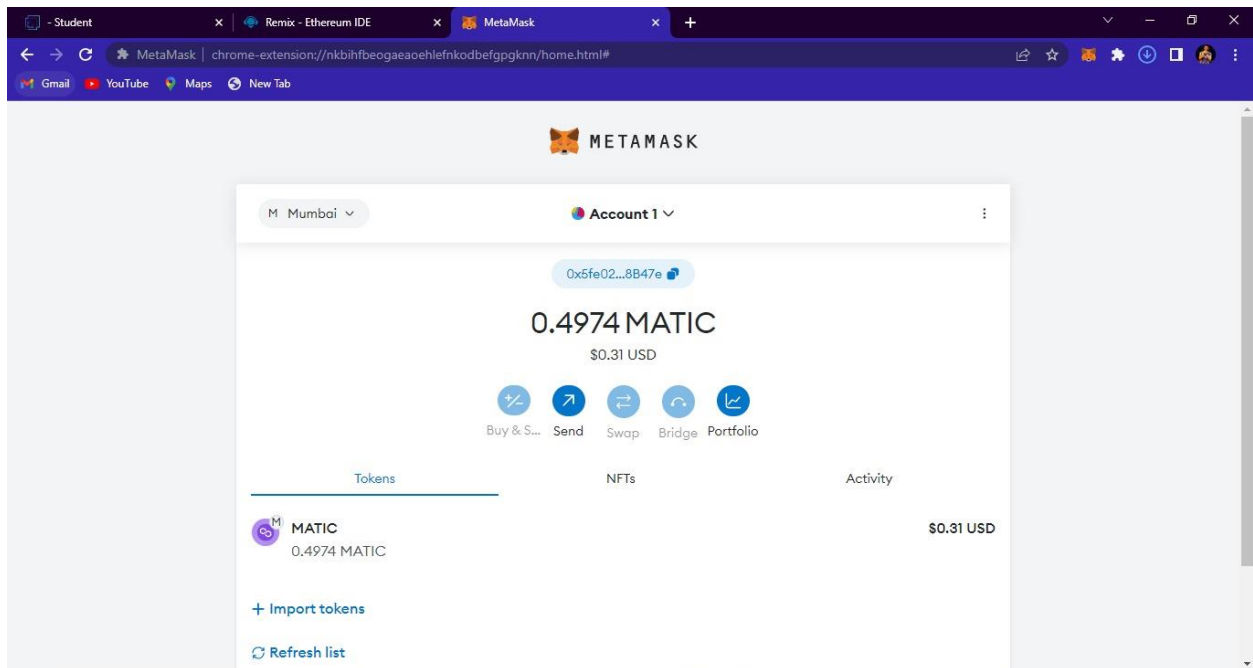 - Student
Remix - Ethereum IDE
MetaMask
MetaMask | chrome-extension://nkbihfbeogaeaoehlefnkodbefgpgknn/home.html#
Gmail YouTube Maps New Tab
METAMASK
M Mumbai
Account 1
0x5fe02...8B47e
0.4974 MATIC
$0.31 USD
Buy & S... Send Swap Bridge Portfolio
Tokens NFTs Activity
M
MATIC $0.31 USD
0.4974 MATIC
+ Import tokens
Refresh list